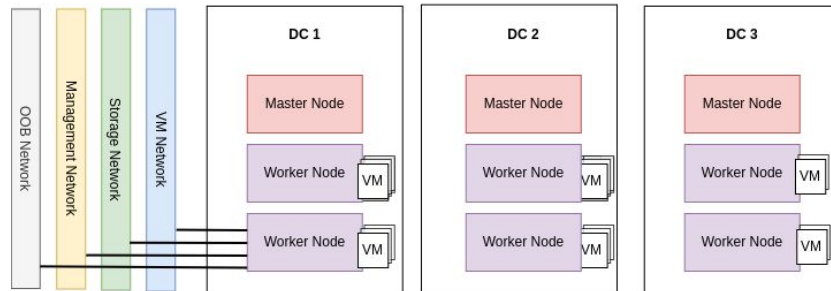 OOB Network
Management Network
Storage Network
VM Network
DC 1
Master Node
Worker Node
VM
Worker Node
VM
DC 2
Master Node
Worker Node
VM
Worker Node
VM
DC 3
Master Node
Worker Node
VM
Worker Node
VM